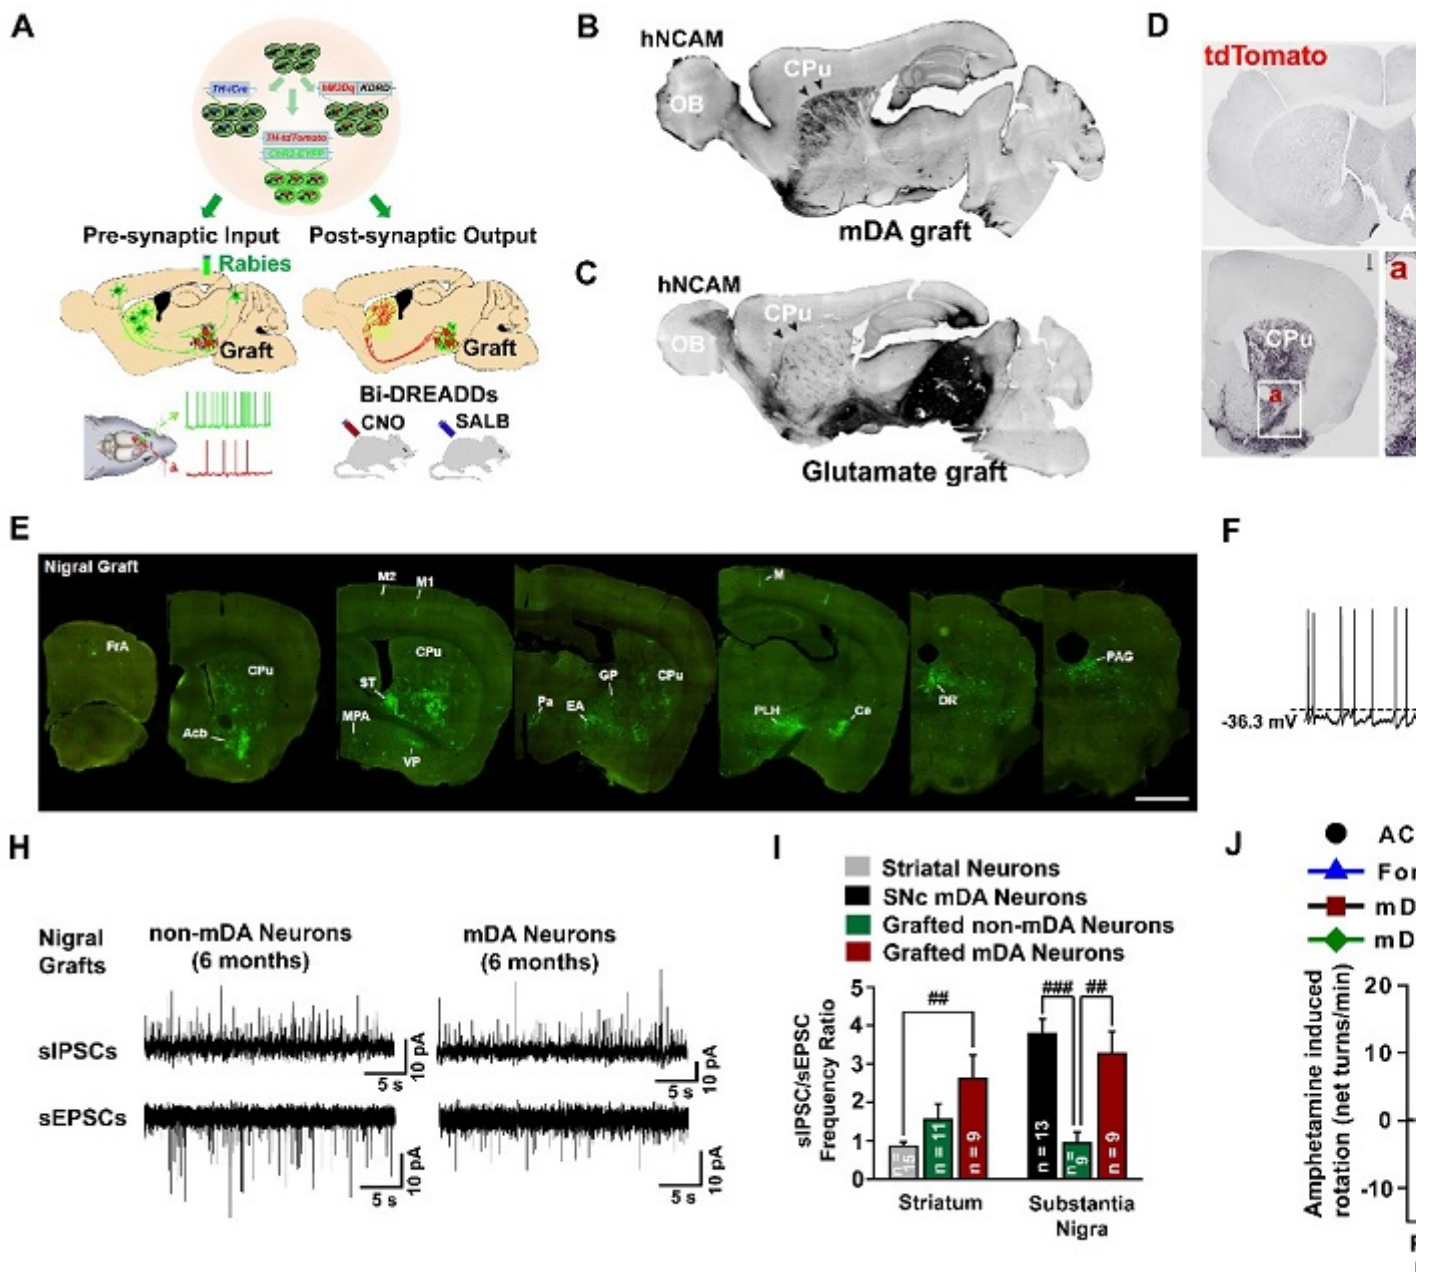 A
TH-iCre
hM3Dq KORD
TH-tdTomato
Pre-synaptic Input
Post-synaptic Output
Rabies
Graft
Graft
Bi-DREADDs
CNO
SALB
B
hNCAM
CPu
OB
mDA graft
C
hNCAM
CPu
OB
Glutamate graft
D
tdTomato
A
CPu
a
a
E
Nigral Graft
FrA
CPu
Acb
M2
M1
CPu
ST
MPA
VP
Pa
EA
GP
CPu
M
PLH
Ce
DR
PAG
F
-36.3 mV
H
Nigral
Grafts
non-mDA Neurons
(6 months)
mDA Neurons
(6 months)
sIPSCs
5 s
10 pA
5 s
10 pA
sEPSCs
5 s
10 pA
5 s
10 pA
I
Striatal Neurons
SNc mDA Neurons
Grafted non-mDA Neurons
Grafted mDA Neurons
sIPSC/sEPSC
Frequency Ratio
5
4
3
2
1
0
##
###
##
n = 15
n = 11
n = 9
n = 13
n = 9
n = 9
Striatum
Substantia
Nigra
J
AC
For
mD
mD
Amphetamine induced
rotation (net turns/min)
20
10
0
-10